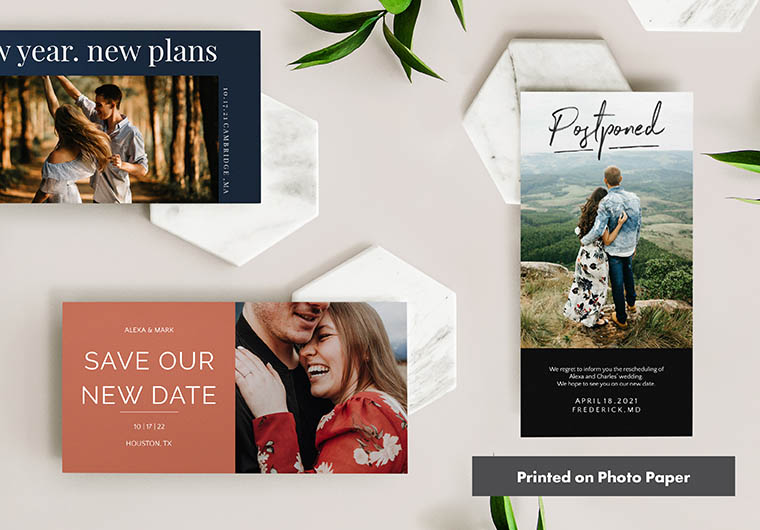 w year. new plans
10.17.21 CAMBRIDGE, MA
Postponed
ALEXA & MARK
SAVE OUR
NEW DATE
10 | 17 | 22
HOUSTON, TX
We regret to inform you the rescheduling of
Alexa and Charles' wedding.
We hope to see you on our new date.
APRIL 18, 2021
FREDERICK, MD
Printed on Photo Paper